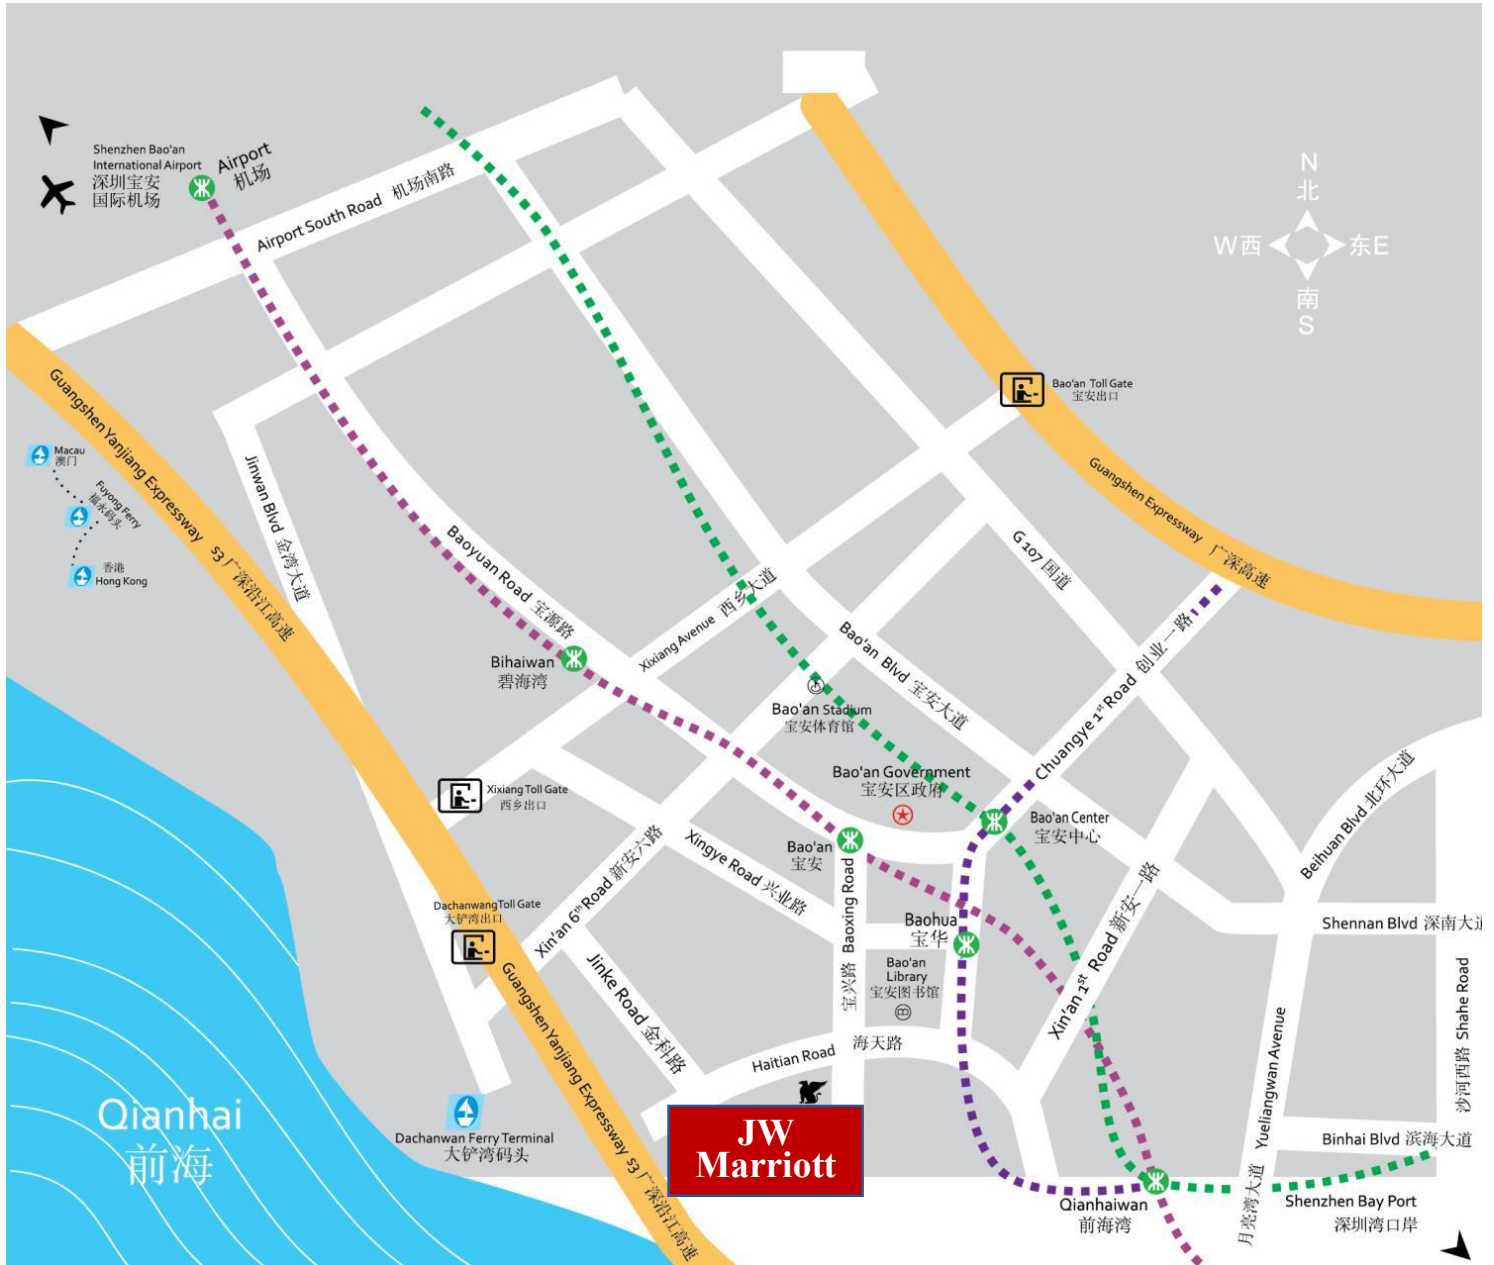 N
北
W西
东E
南
S
Shenzhen Bao'an
International Airport
深圳宝安
国际机场
Airport
机场
Airport South Road 机场南路
Bao'an Toll Gate
宝安出口
Guangshen Yanjiang Expressway S3 广深沿江高速
Macau
澳门
Fuyong Ferry
福永码头
香港
Hong Kong
Jinwan Blvd 金湾大道
Baoyuan Road 宝源路
Guangshen Expressway 广深高速
G 107 国道
Xixiang Avenue 西乡大道
Bihaiwan
碧海湾
Bao'an Blvd 宝安大道
Chuangye 1st Road 创业一路
Bao'an Stadium
宝安体育馆
Bao'an Government
宝安区政府
Xixiang Toll Gate
西乡出口
Bao'an Center
宝安中心
Beihuan Blvd 北环大道
Bao'an
宝安
Xingye Road 兴业路
Xin'an 6th Road 新安六路
Dachanwang Toll Gate
大铲湾出口
Baohua
宝华
宝兴路 Baoxing Road
Xin'an 1st Road 新安一路
Shennan Blvd 深南大道
Bao'an
Library
宝安图书馆
Jinke Road 金科路
Haitian Road 海天路
沙河西路 Shahe Road
Guangshen Yanjiang Expressway S3 广深沿江高速
Qianhai
前海
Dachanwan Ferry Terminal
大铲湾码头
JW
Marriott
月亮湾大道 Yueliangwan Avenue
Binhai Blvd 滨海大道
Qianhaiwan
前海湾
Shenzhen Bay Port
深圳湾口岸